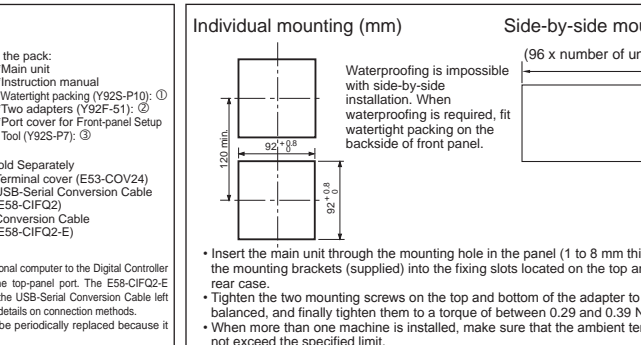 the pack:
Main unit
Instruction manual
Watertight packing (Y92S-P10): ①
Two adapters (Y92F-51): ②
Port cover for Front-panel Setup
Tool (Y92S-P7): ③
old Separately
Terminal cover (E53-COV24)
USB-Serial Conversion Cable
E58-CIFQ2)
Conversion Cable
E58-CIFQ2-E)
onal computer to the Digital Controller
he top-panel port. The E58-CIFQ2-E
the USB-Serial Conversion Cable left
details on connection methods.
be periodically replaced because it
Individual mounting (mm)
Waterproofing is impossible
with side-by-side
installation. When
waterproofing is required, fit
watertight packing on the
backside of front panel.
120 min.
92 +0.8 0
92 +0.8 0
Side-by-side mou
(96 x number of un
• Insert the main unit through the mounting hole in the panel (1 to 8 mm thi
the mounting brackets (supplied) into the fixing slots located on the top an
rear case.
• Tighten the two mounting screws on the top and bottom of the adapter to
balanced, and finally tighten them to a torque of between 0.29 and 0.39 N
• When more than one machine is installed, make sure that the ambient te
not exceed the specified limit.